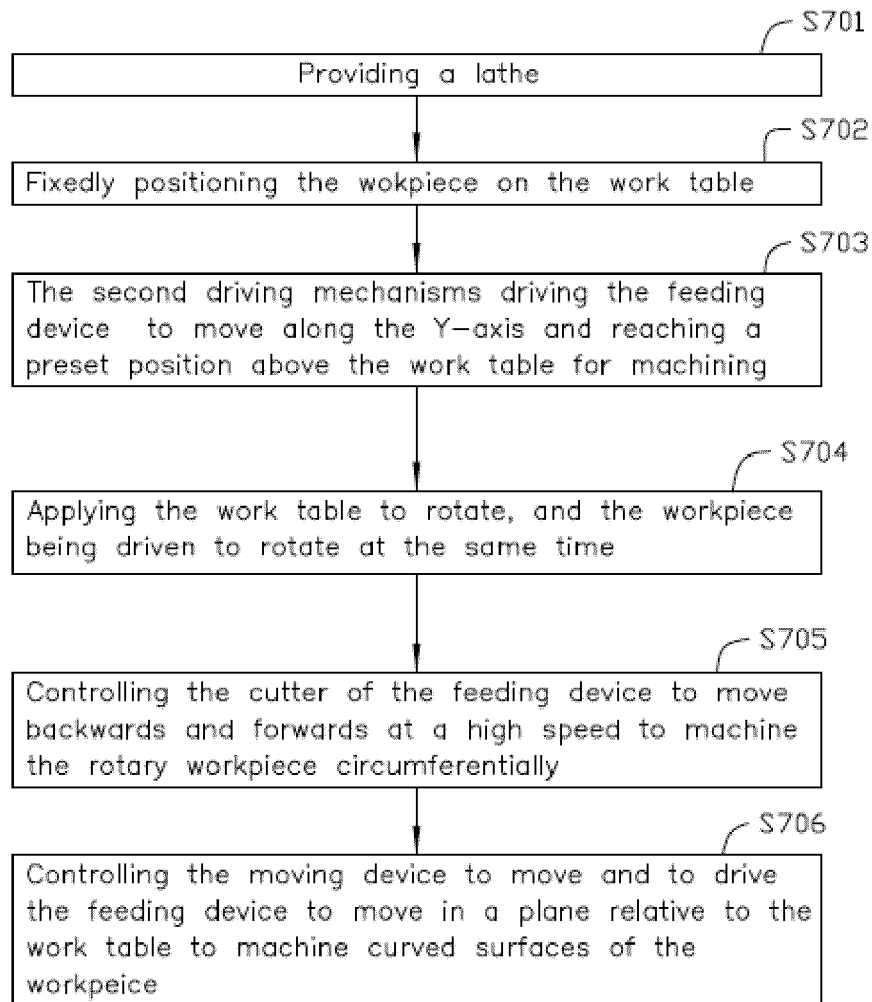 S701
Providing a lathe
S702
Fixedly positioning the wokpiece on the work table
S703
The second driving mechanisms driving the feeding
device to move along the Y-axis and reaching a
preset position above the work table for machining
S704
Applying the work table to rotate, and the workpiece
being driven to rotate at the same time
S705
Controlling the cutter of the feeding device to move
backwards and forwards at a high speed to machine
the rotary workpiece circumferentially
S706
Controlling the moving device to move and to drive
the feeding device to move in a plane relative to the
work table to machine curved surfaces of the
workpeice